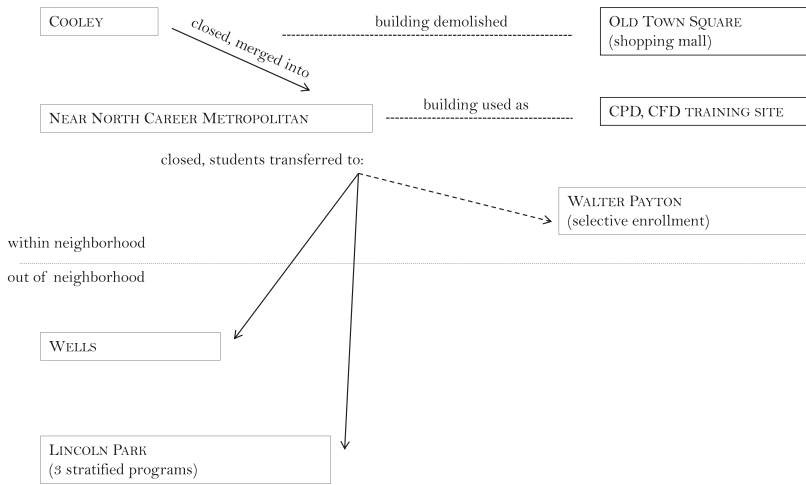 COOLEY
closed, merged into
building demolished
OLD TOWN SQUARE
(shopping mall)
NEAR NORTH CAREER METROPOLITAN
building used as
CPD, CFD TRAINING SITE
closed, students transferred to:
WALTER PAYTON
(selective enrollment)
within neighborhood
out of neighborhood
WELLS
LINCOLN PARK
(3 stratified programs)